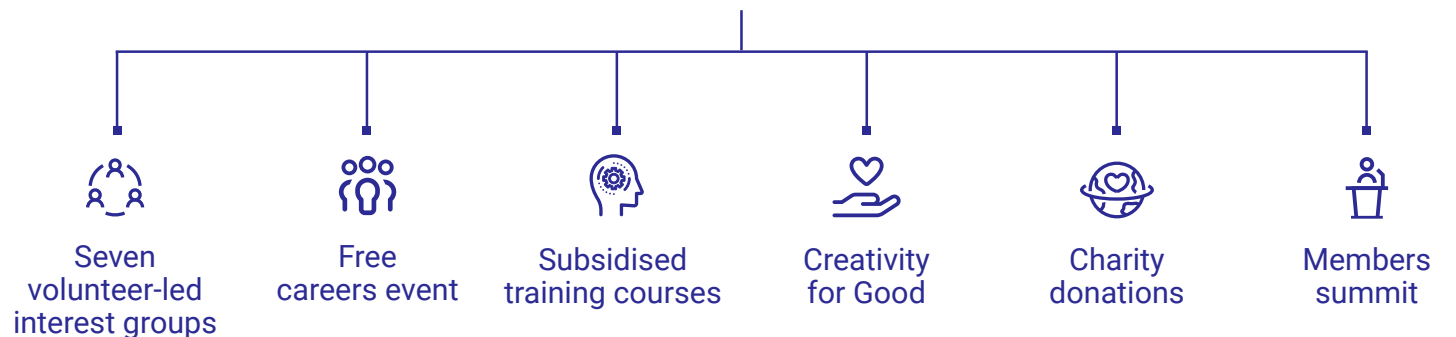 Seven
volunteer-led
interest groups
Free
careers event
Subsidised
training courses
Creativity
for Good
Charity
donations
Members
summit